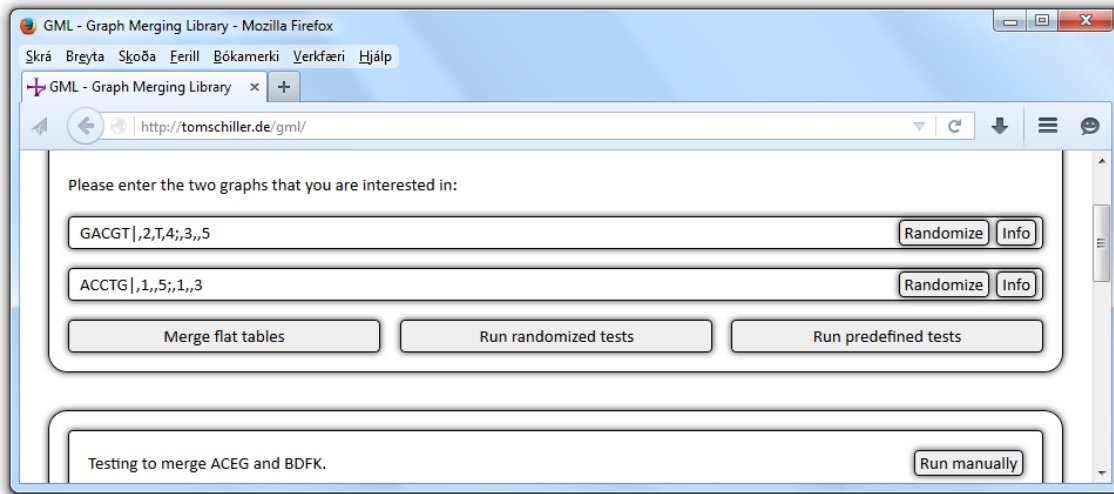 GML - Graph Merging Library - Mozilla Firefox
Skrá Breyta Skoða Ferill Bókamerki Verkfæri Hjálp
GML - Graph Merging Library
http://tomschiller.de/gml/
Please enter the two graphs that you are interested in:
GACGT|,2,T,4;,3,,5 Randomize Info
ACCTG|,1,,5;,1,,3 Randomize Info
Merge flat tables Run randomized tests Run predefined tests
Testing to merge ACEG and BDFK. Run manually